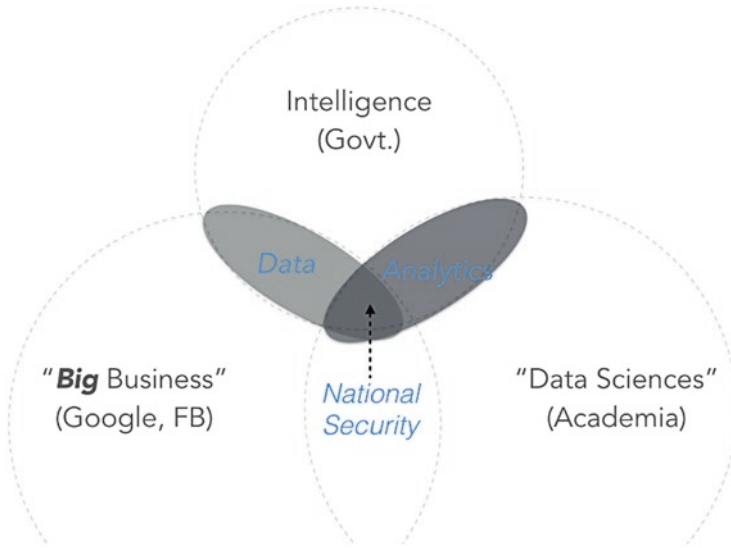 Intelligence
(Govt.)
Data
Analytics
"Big Business"
(Google, FB)
National
Security
"Data Sciences"
(Academia)